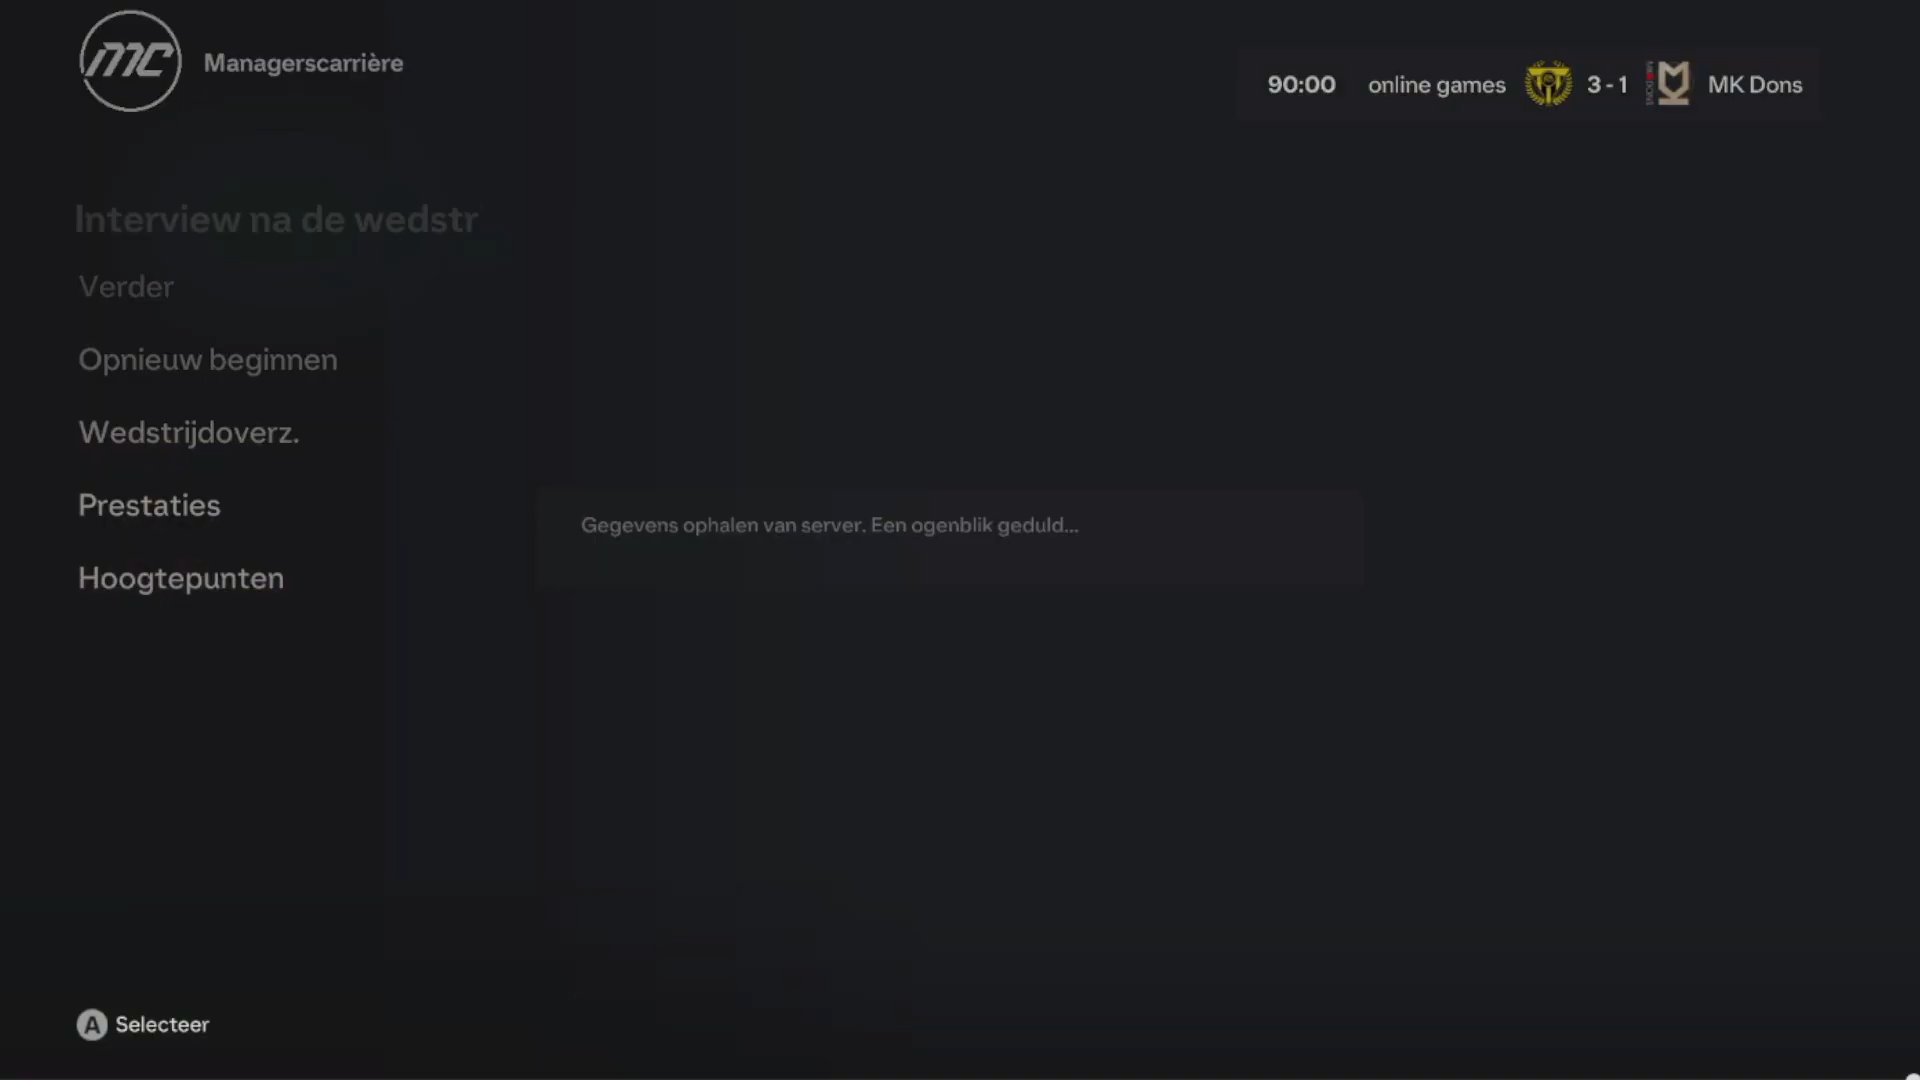 MC Managerscarrière
90:00 online games 3 - 1 MK Dons
Interview na de wedstr
Verder
Opnieuw beginnen
Wedstrijdoverz.
Prestaties
Hoogtepunten
Gegevens ophalen van server. Een ogenblik geduld...
A Selecteer